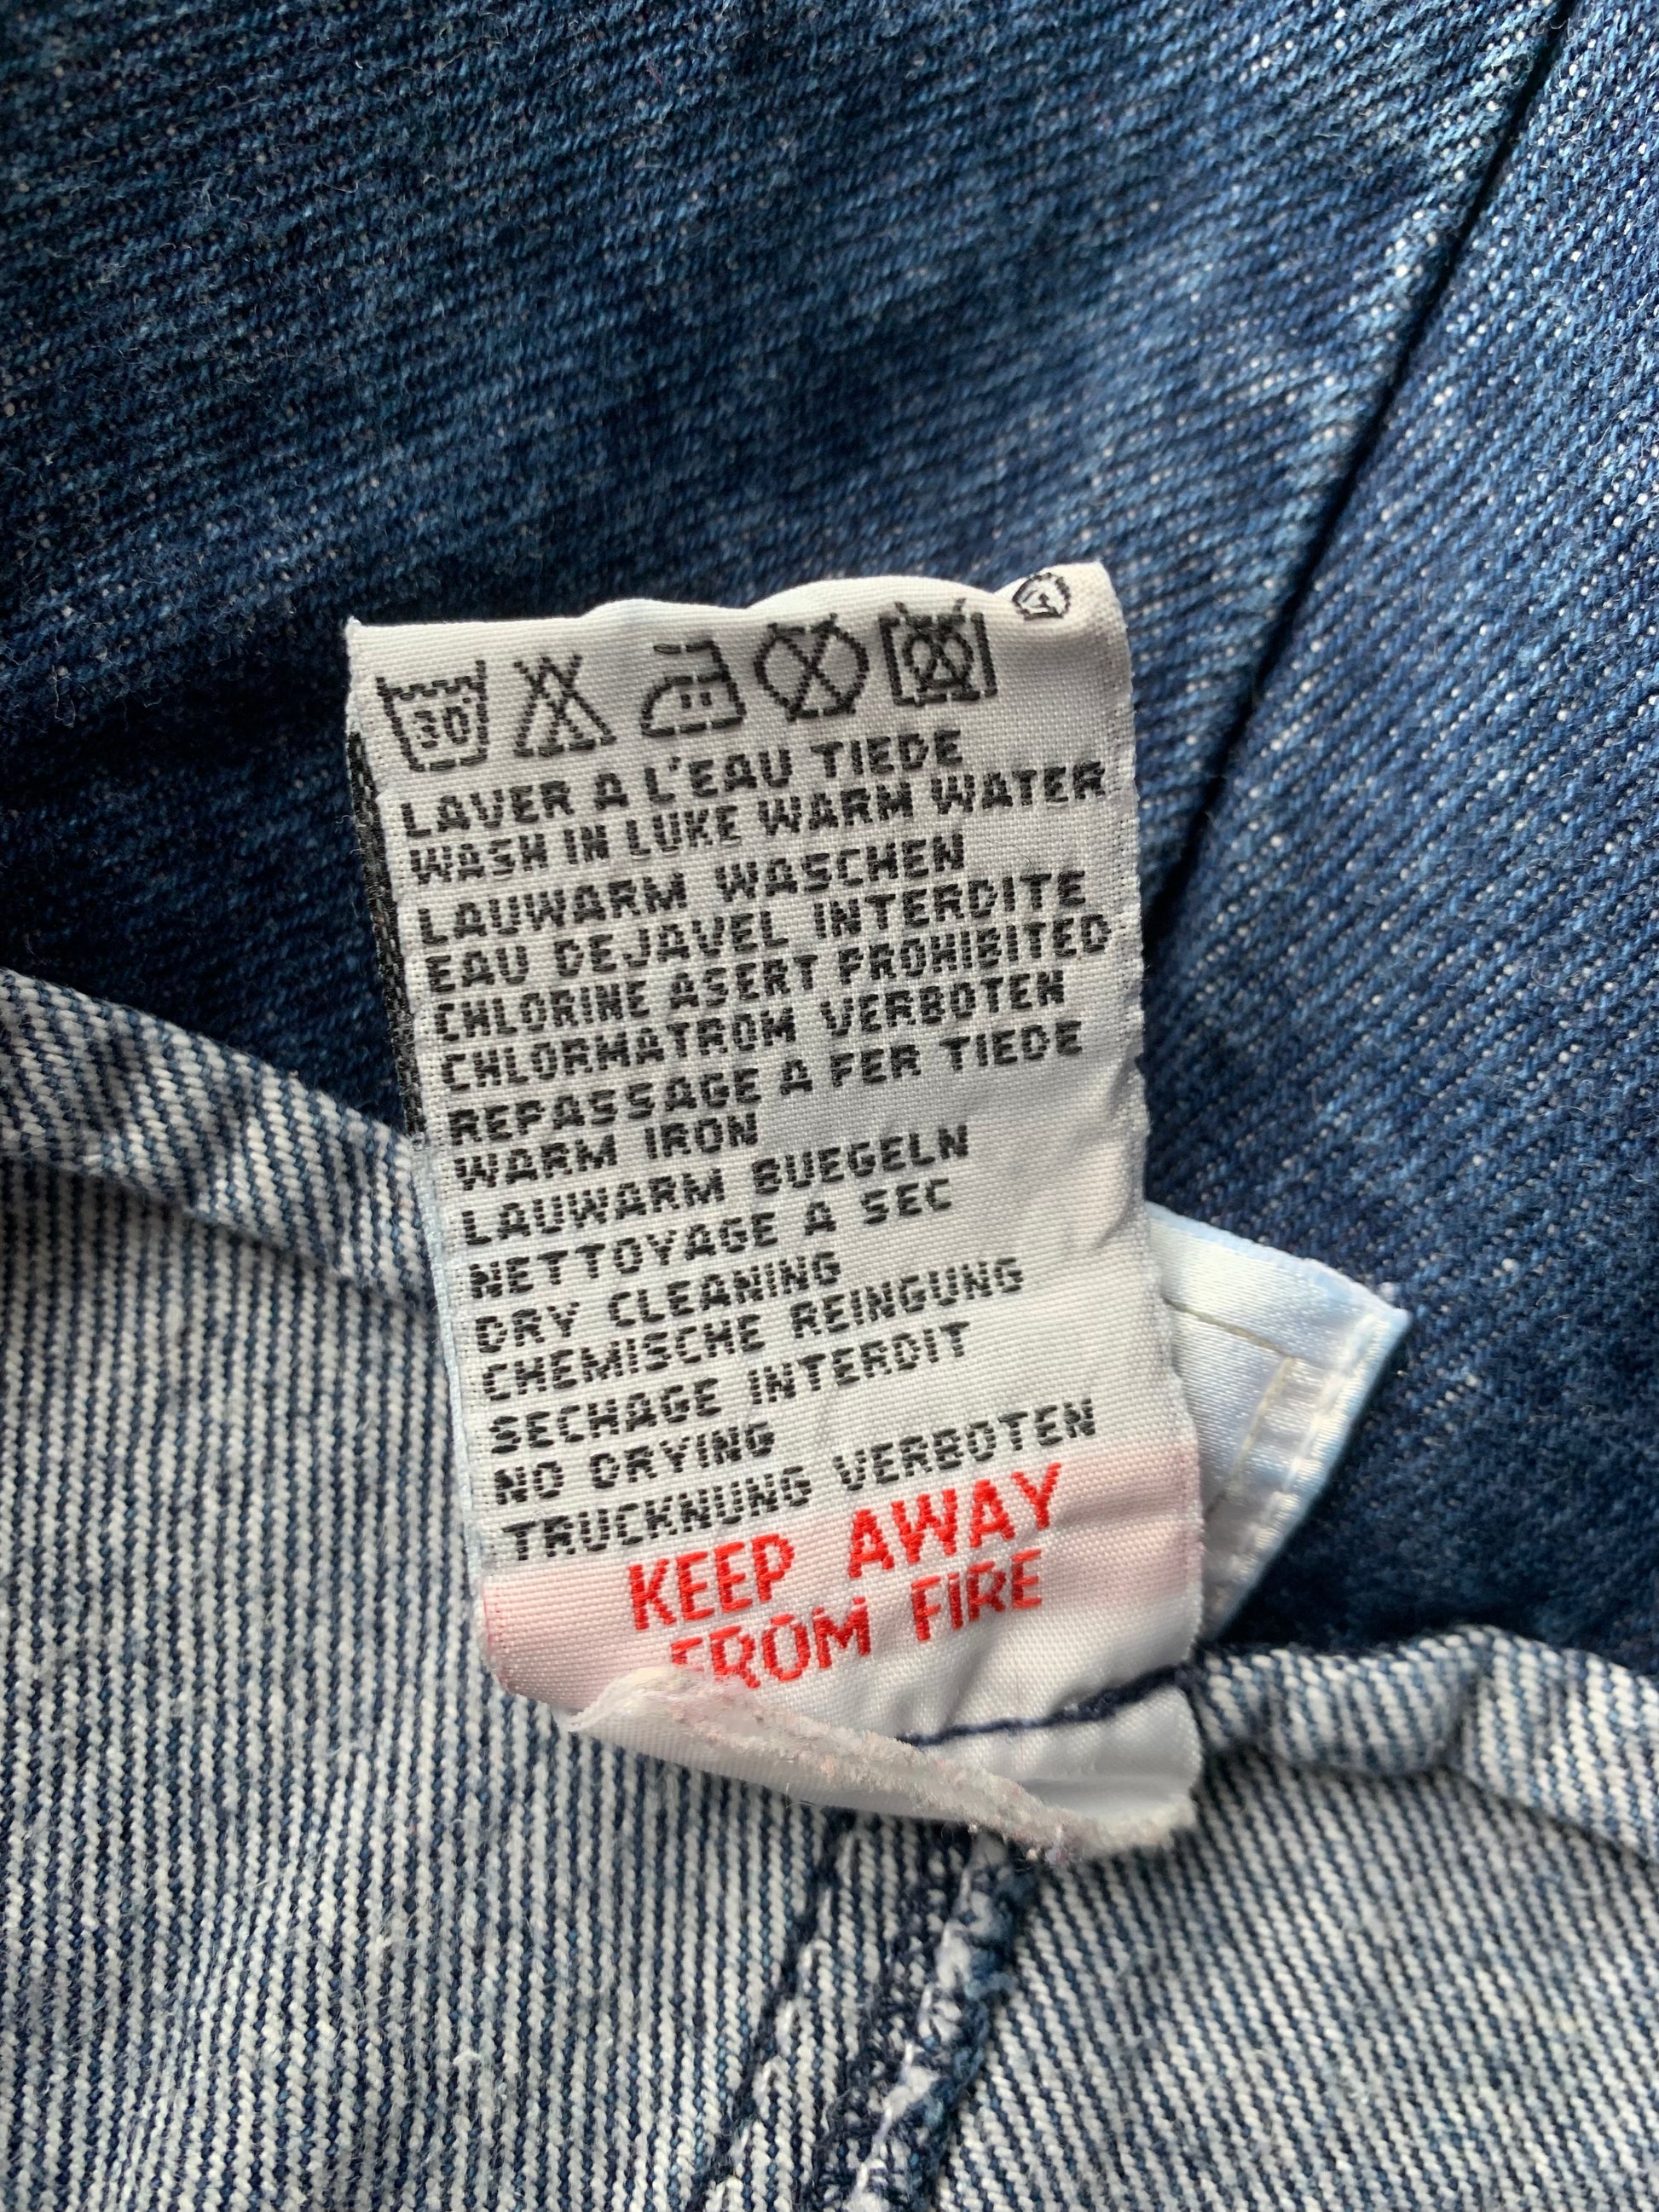 30
LAVER A L'EAU TIEDE
WASH IN LUKE WARM WATER
LAUWARM WASCHEN
EAU DEJAVEL INTERDITE
CHLORINE ASERT PROHIBITED
CHLORMATROM VERBOTEN
REPASSAGE A FER TIEDE
WARM IRON
LAUWARM BUEGELN
NETTOYAGE A SEC
DRY CLEANING
CHEMISCHE REINGUNG
SECHAGE INTERDIT
NO DRYING
TRUCKNUNG VERBOTEN
KEEP AWAY
FROM FIRE